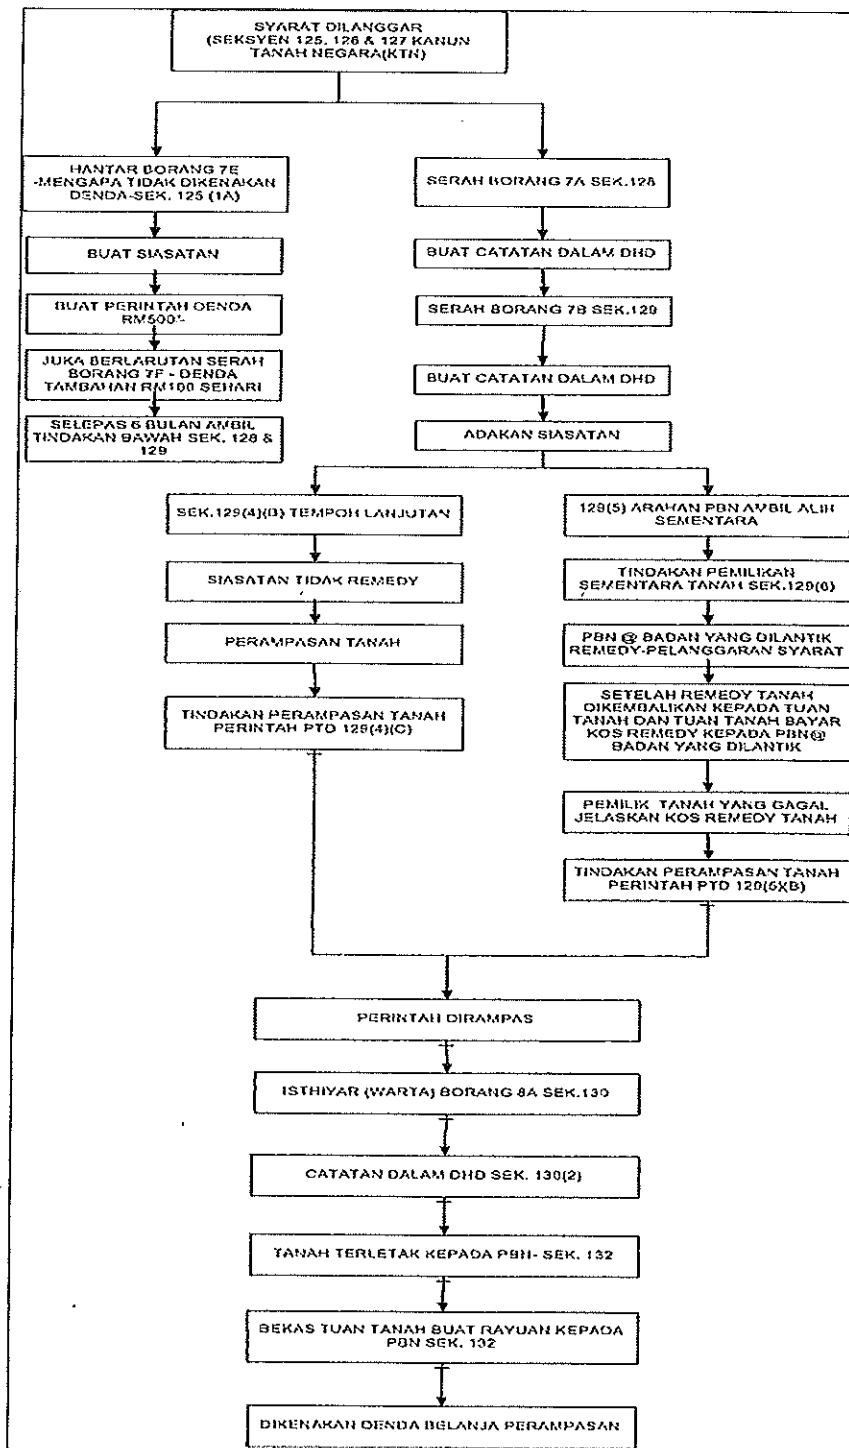 SYARAT DILANGGAR
(SEKSYEN 125, 126 & 127 KANUN
TANAH NEGARA(KTN)
HANTAR BORANG 7E
-MENGAPA TIDAK DIKENAKAN
DENDA-SEK. 125 (1A)
BUAT SIASATAN
BUAT PERINTAH DENDA
RM500/-
JUKA BERLARUTAN SERAH
BORANG 7F - DENDA
TAMBAHAN RM100 SEHARI
SELEPAS 6 BULAN AMBIL
TINDAKAN BAWAH SEK. 128 &
129
SERAH BORANG 7A SEK.128
BUAT CATATAN DALAM DHD
SERAH BORANG 7B SEK.129
BUAT CATATAN DALAM DHD
ADAKAN SIASATAN
SEK.129(4)(B) TEMPOH LANJUTAN
SIASATAN TIDAK REMEDY
PERAMPASAN TANAH
TINDAKAN PERAMPASAN TANAH
PERINTAH PTD 129(4)(C)
129(5) ARAHAN PBN AMBIL ALIH
SEMENTARA
TINDAKAN PEMILIKAN
SEMENTARA TANAH SEK.129(6)
PBN @ BADAN YANG DILANTIK
REMEDY-PELANGGARAN SYARAT
SETELAH REMEDY TANAH
DIKEMBALIKAN KEPADA TUAN
TANAH DAN TUAN TANAH BAYAR
KOS REMEDY KEPADA PBN@
BADAN YANG DILANTIK
PEMILIK TANAH YANG GAGAL
JELASKAN KOS REMEDY TANAH
TINDAKAN PERAMPASAN TANAH
PERINTAH PTD 129(5)(B)
PERINTAH DIRAMPAS
ISTHIYAR (WARTA) BORANG 8A SEK.130
CATATAN DALAM DHD SEK. 130(2)
TANAH TERLETAK KEPADA PBN- SEK. 132
BEKAS TUAN TANAH BUAT RAYUAN KEPADA
PBN SEK. 132
DIKENAKAN DENDA BELANJA PERAMPASAN